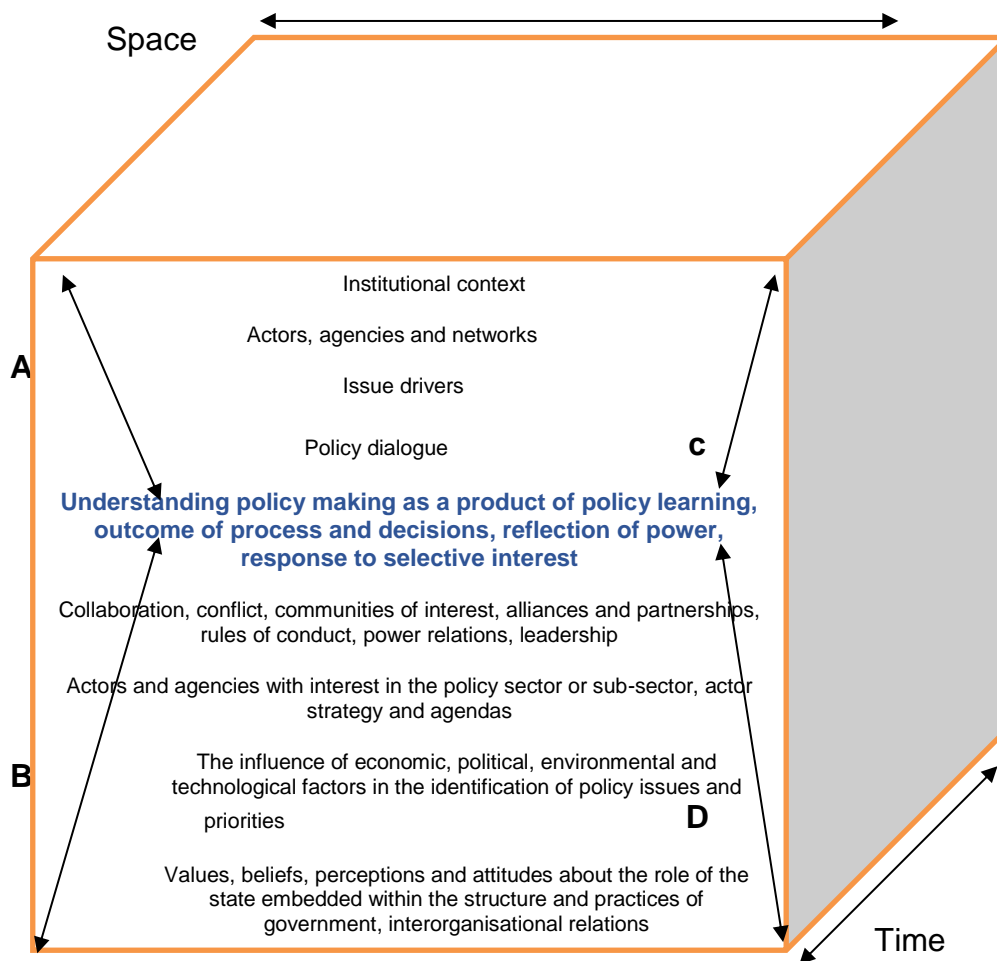 Space
Institutional context
Actors, agencies and networks
A
Issue drivers
Policy dialogue
c
Understanding policy making as a product of policy learning,
outcome of process and decisions, reflection of power,
response to selective interest
Collaboration, conflict, communities of interest, alliances and partnerships,
rules of conduct, power relations, leadership
Actors and agencies with interest in the policy sector or sub-sector, actor
strategy and agendas
The influence of economic, political, environmental and
B
technological factors in the identification of policy issues and
priorities
D
Values, beliefs, perceptions and attitudes about the role of the
state embedded within the structure and practices of
government, interorganisational relations
Time